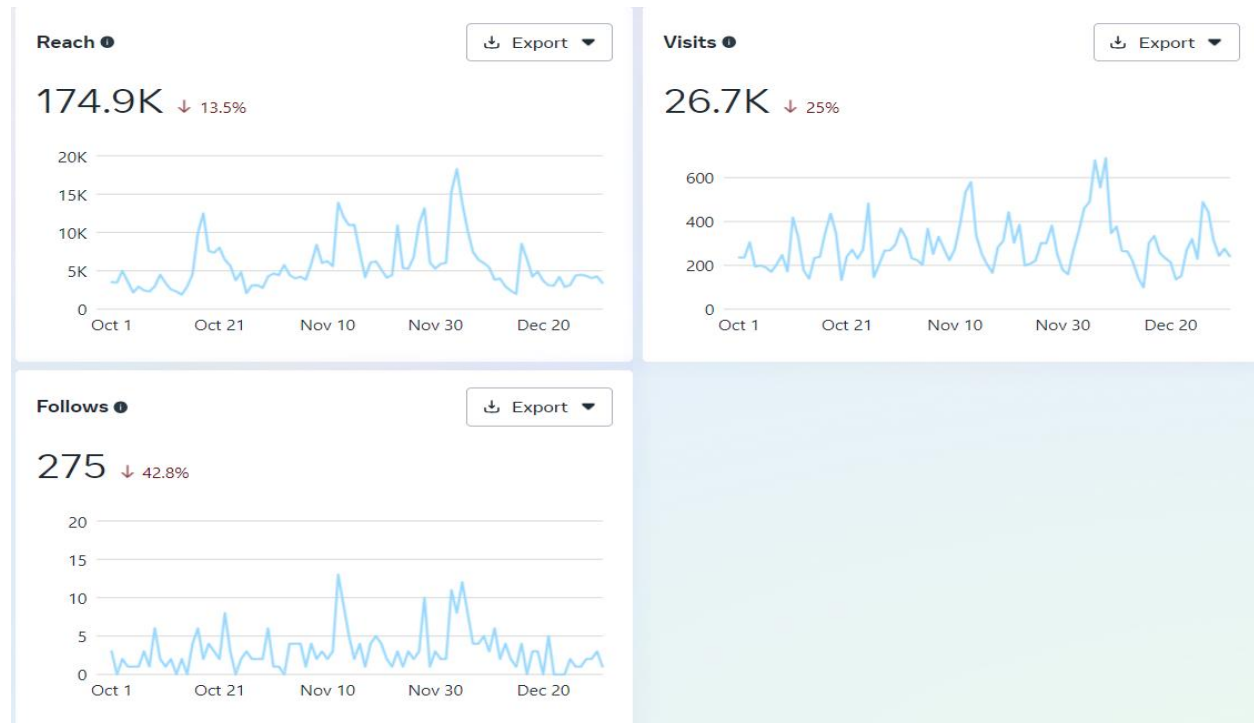 Reach
Export
174.9K ↓ 13.5%
20K
15K
10K
5K
0
Oct 1 Oct 21 Nov 10 Nov 30 Dec 20
Visits
Export
26.7K ↓ 25%
600
400
200
0
Oct 1 Oct 21 Nov 10 Nov 30 Dec 20
Follows
Export
275 ↓ 42.8%
20
15
10
5
0
Oct 1 Oct 21 Nov 10 Nov 30 Dec 20